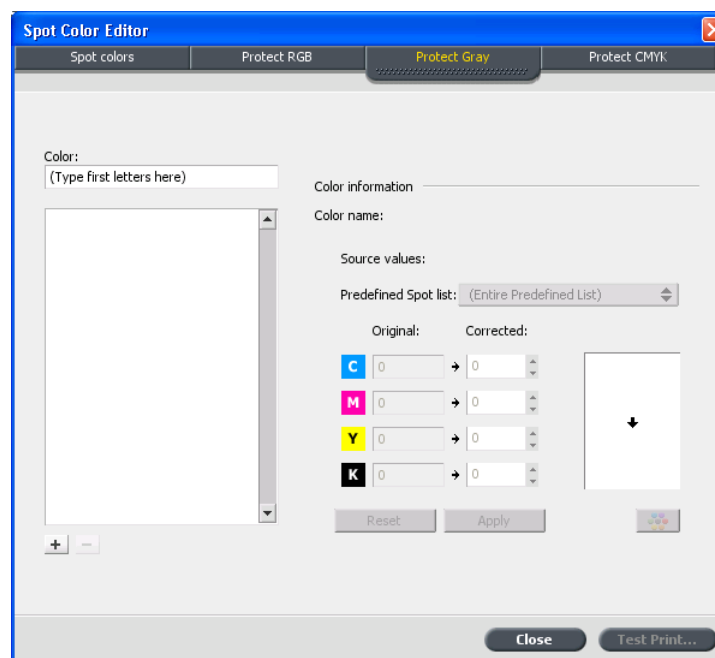 Spot Color Editor
Spot colors Protect RGB Protect Gray Protect CMYK
Color:
(Type first letters here)
Color information
Color name:
Source values:
Predefined Spot list: (Entire Predefined List)
Original: Corrected:
C 0 0
M 0 0
Y 0 0
K 0 0
Reset Apply
+ −
Close Test Print...